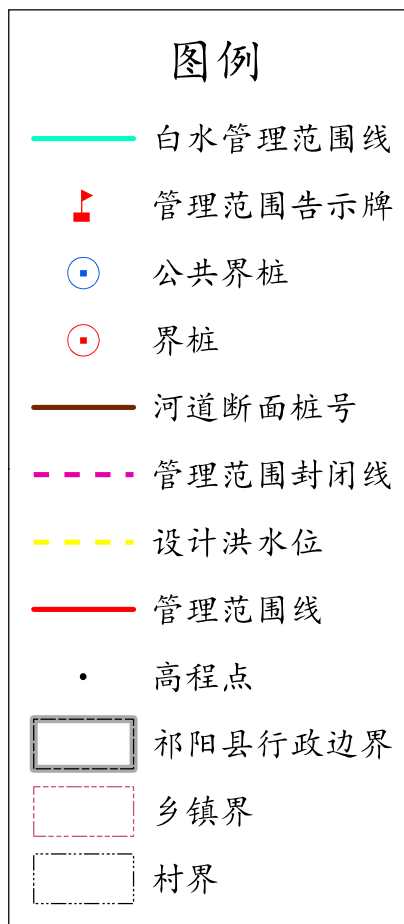 图例
白水管理范围线
管理范围告示牌
公共界桩
界桩
河道断面桩号
管理范围封闭线
设计洪水位
管理范围线
高程点
祁阳县行政边界
乡镇界
村界